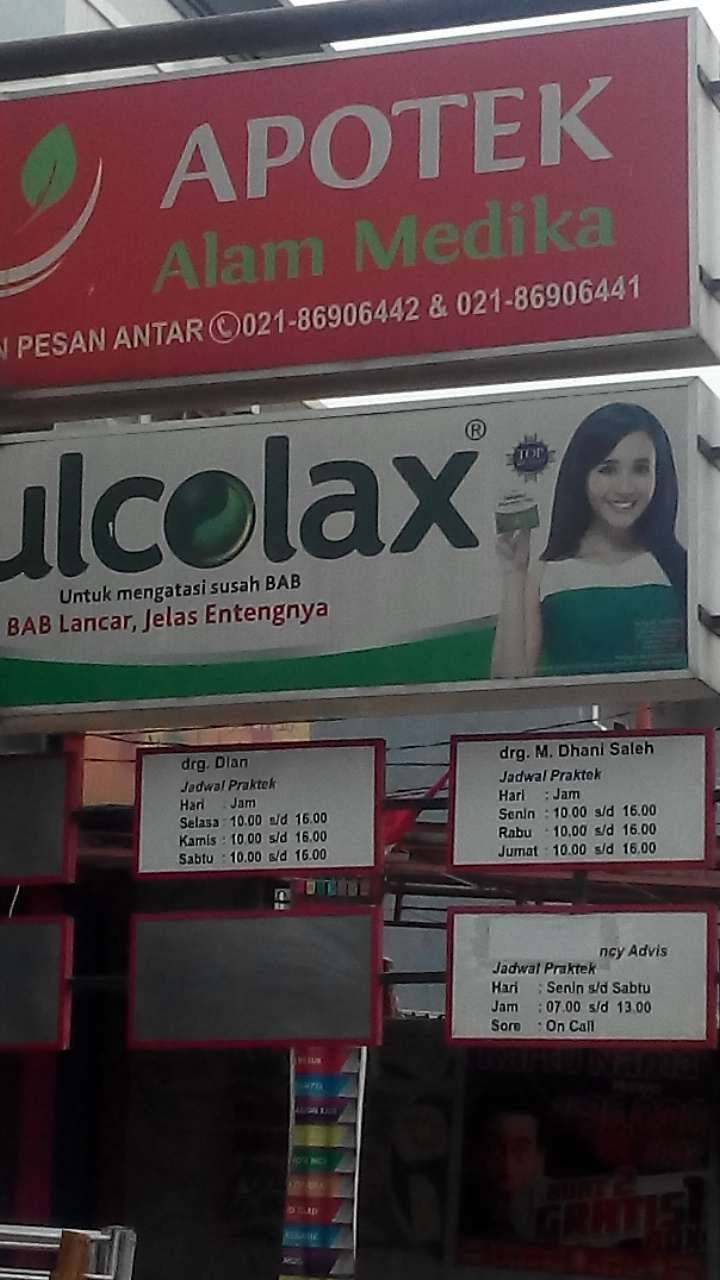 APOTEK
Alam Medika
PESAN ANTAR 021-86906442 & 021-86906441
ulcolax®
TOP
Untuk mengatasi susah BAB
BAB Lancar, Jelas Entengnya
drg. Dian
Jadwal Praktek
Hari : Jam
Selasa : 10.00 s/d 16.00
Kamis : 10.00 s/d 16.00
Sabtu : 10.00 s/d 16.00
drg. M. Dhani Saleh
Jadwal Praktek
Hari : Jam
Senin : 10.00 s/d 16.00
Rabu : 10.00 s/d 16.00
Jumat : 10.00 s/d 16.00
ncy Advis
Jadwal Praktek
Hari : Senin s/d Sabtu
Jam : 07.00 s/d 13.00
Sore : On Call
GRATIS 1